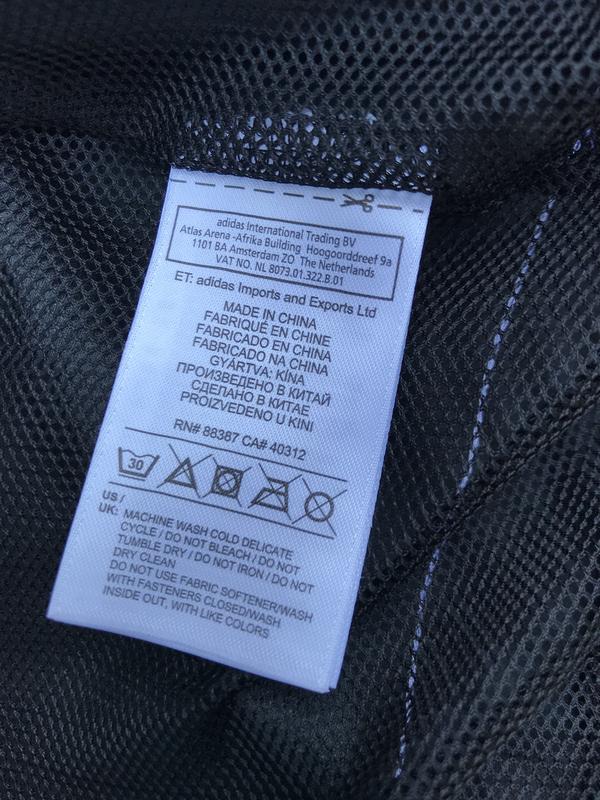 adidas International Trading BV
Atlas Arena -Afrika Building Hoogoorddreef 9a
1101 BA Amsterdam ZO The Netherlands
VAT NO. NL 8073.01.322.B.01
ET: adidas Imports and Exports Ltd
MADE IN CHINA
FABRIQUÉ EN CHINE
FABRICADO EN CHINA
FABRICADO NA CHINA
GYÁRTVA: KÍNA
ПРОИЗВЕДЕНО В КИТАЙ
СДЕЛАНО В КИТАЕ
PROIZVEDENO U KINI
RN# 88387 CA# 40312
30
US /
UK: MACHINE WASH COLD DELICATE
CYCLE / DO NOT BLEACH / DO NOT
TUMBLE DRY / DO NOT IRON / DO NOT
DRY CLEAN
DO NOT USE FABRIC SOFTENER/WASH
WITH FASTENERS CLOSED/WASH
INSIDE OUT, WITH LIKE COLORS